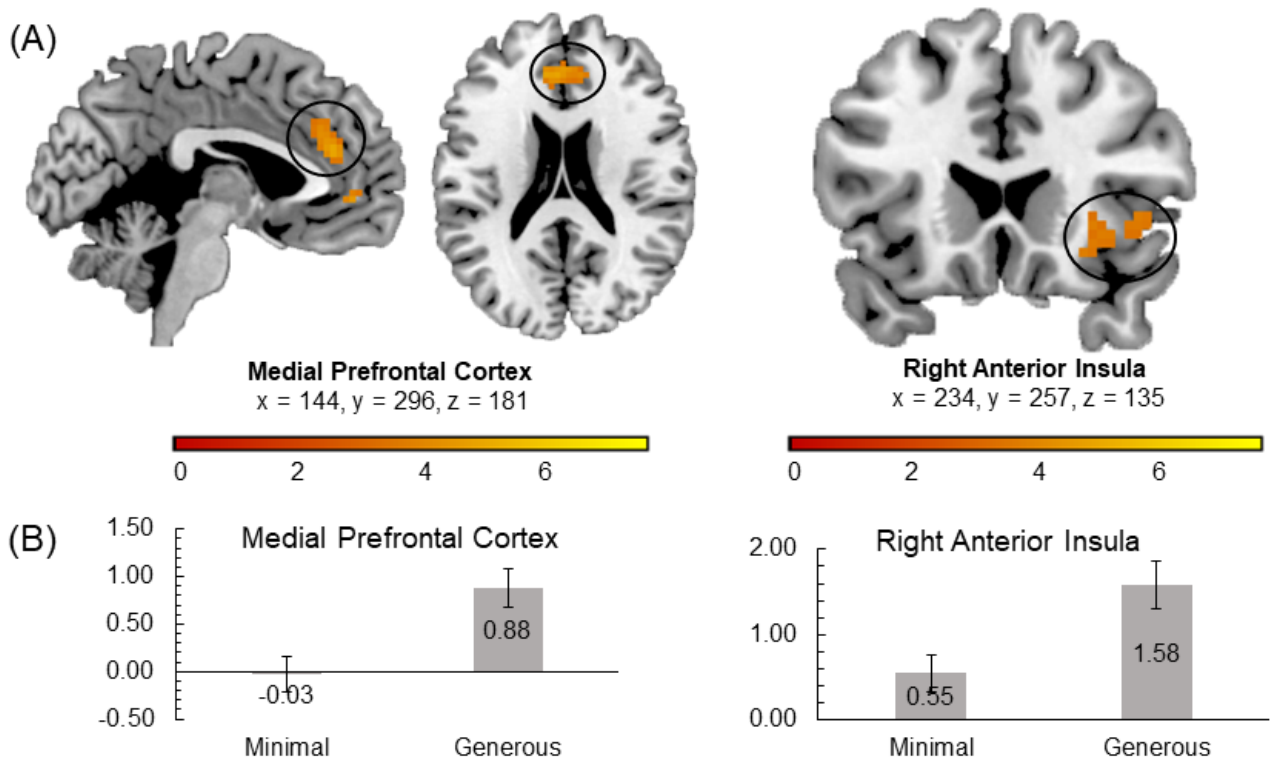 (A)
Medial Prefrontal Cortex
x = 144, y = 296, z = 181
0 2 4 6
Right Anterior Insula
x = 234, y = 257, z = 135
0 2 4 6
(B)
Medial Prefrontal Cortex
1.50
1.00
0.50
0.00
-0.50
0.88
-0.03
Minimal Generous
Right Anterior Insula
2.00
1.00
0.00
1.58
0.55
Minimal Generous